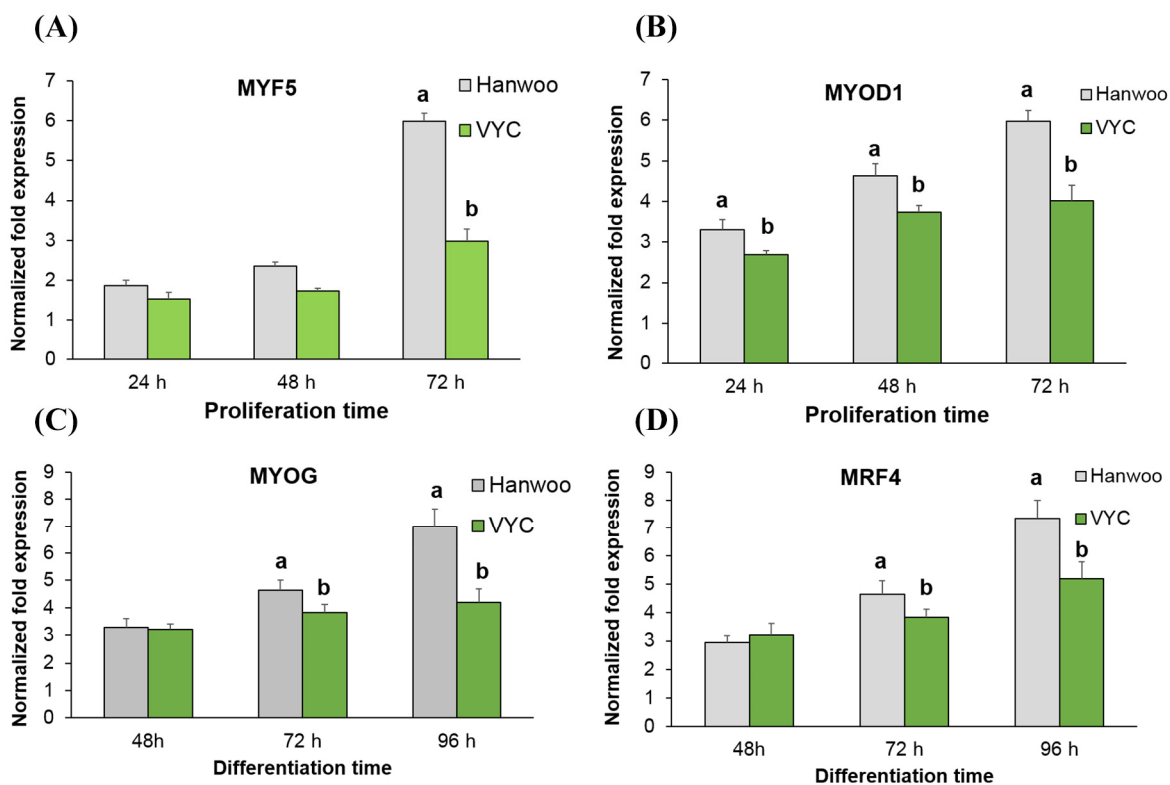 (A)
MYF5
Hanwoo
VYC
Normalized fold expression
7
6
5
4
3
2
1
0
a
b
24 h 48 h 72 h
Proliferation time
(B)
MYOD1
Hanwoo
VYC
Normalized fold expression
7
6
5
4
3
2
1
0
a
b
a
b
a
b
24 h 48 h 72 h
Proliferation time
(C)
MYOG
Hanwoo
VYC
Normalized fold expression
9
8
7
6
5
4
3
2
1
0
a
b
a
b
48h 72 h 96 h
Differentiation time
(D)
MRF4
Hanwoo
VYC
Normalized fold expression
9
8
7
6
5
4
3
2
1
0
a
b
a
b
48h 72 h 96 h
Differentiation time